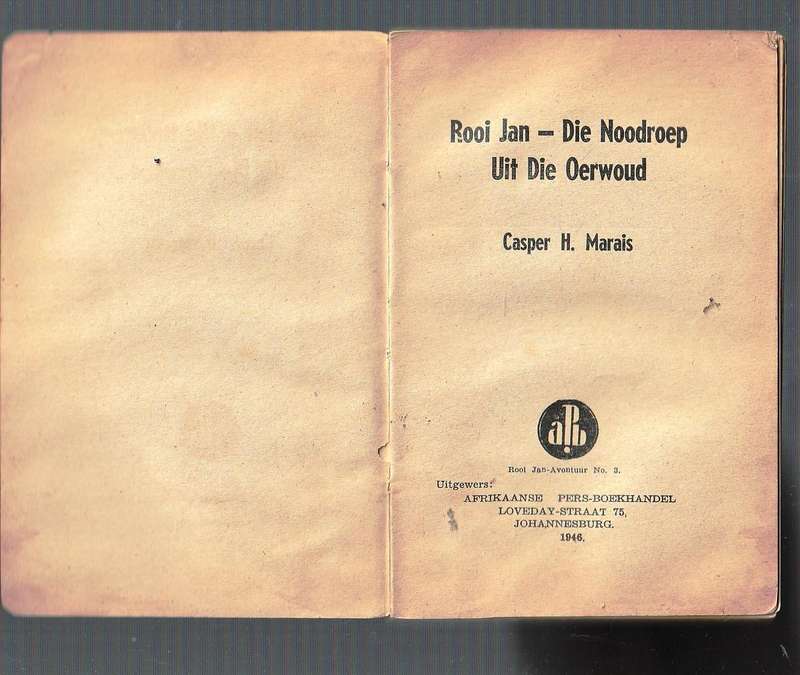 Rooi Jan – Die Noodroep
Uit Die Oerwoud
Casper H. Marais
aPb
Rooi Jan-Avontuur No. 3.
Uitgewers:
AFRIKAANSE PERS-BOEKHANDEL
LOVEDAY-STRAAT 75,
JOHANNESBURG.
1946.